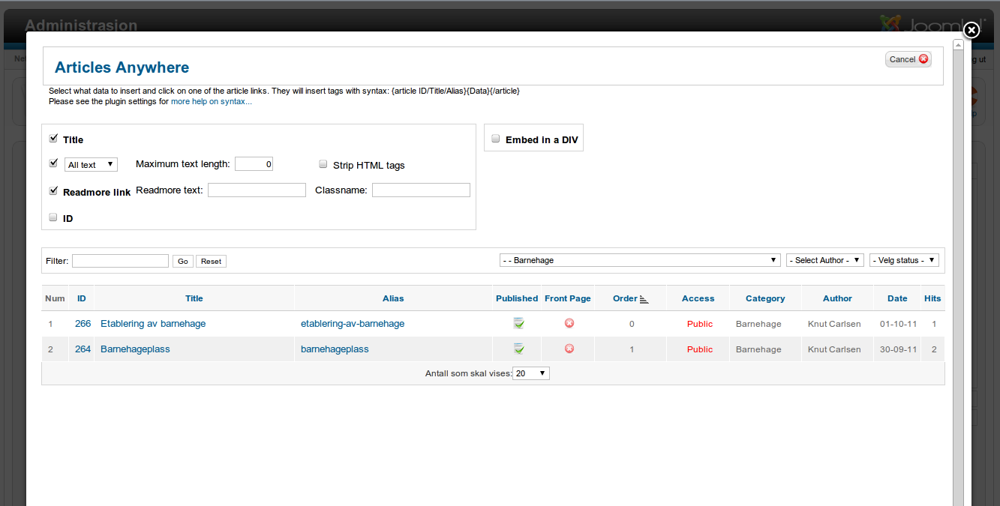 Administrasion
Joomla!
Articles Anywhere
Cancel
Select what data to insert and click on one of the article links. They will insert tags with syntax: {article ID/Title/Alias}{Data}{/article}
Please see the plugin settings for more help on syntax...
Title
Embed in a DIV
All text Maximum text length: 0 Strip HTML tags
Readmore link Readmore text: Classname:
ID
Filter: Go Reset - - Barnehage - Select Author - - Velg status -
Num ID Title Alias Published Front Page Order Access Category Author Date Hits
1 266 Etablering av barnehage etablering-av-barnehage 0 Public Barnehage Knut Carlsen 01-10-11 1
2 264 Barnehageplass barnehageplass 1 Public Barnehage Knut Carlsen 30-09-11 2
Antall som skal vises: 20